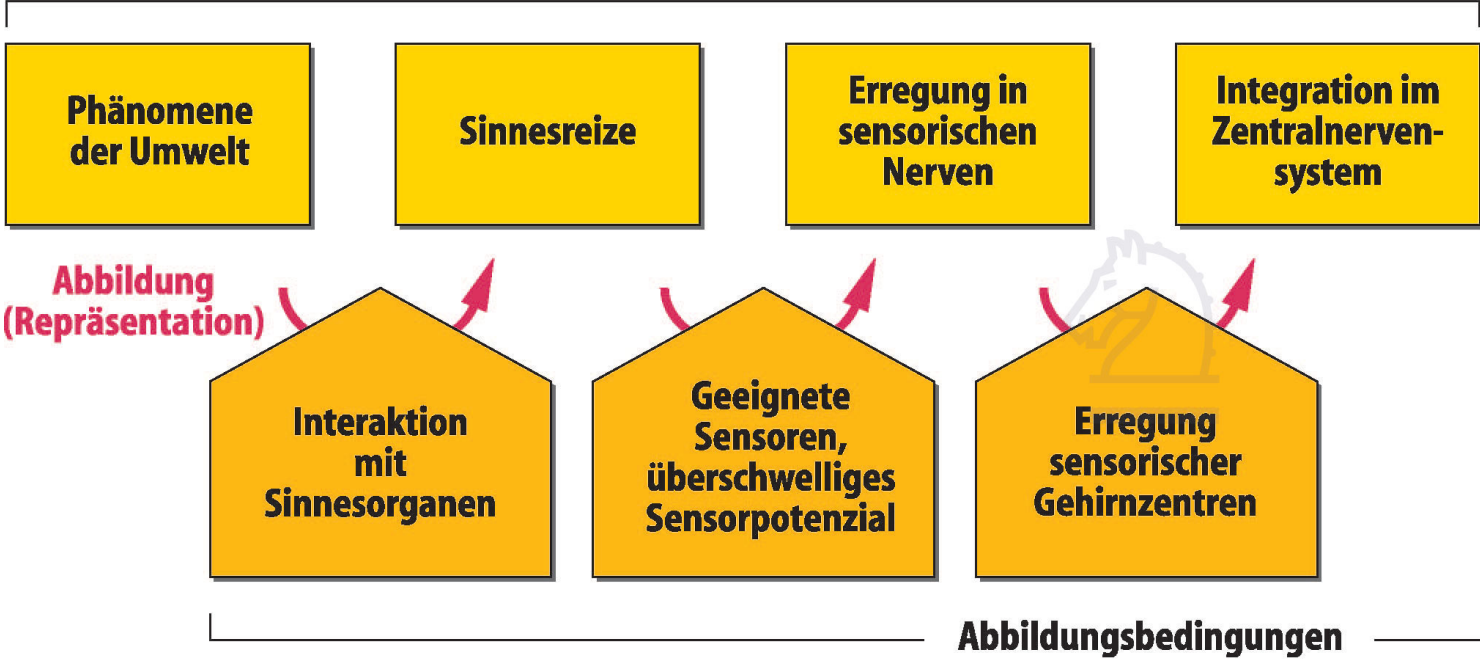 Phänomene
der Umwelt
Sinnesreize
Erregung in
sensorischen
Nerven
Integration im
Zentralnerven-
system
Abbildung
(Repräsentation)
Interaktion
mit
Sinnesorganen
Geeignete
Sensoren,
überschwelliges
Sensorpotenzial
Erregung
sensorischer
Gehirnzentren
Abbildungsbedingungen